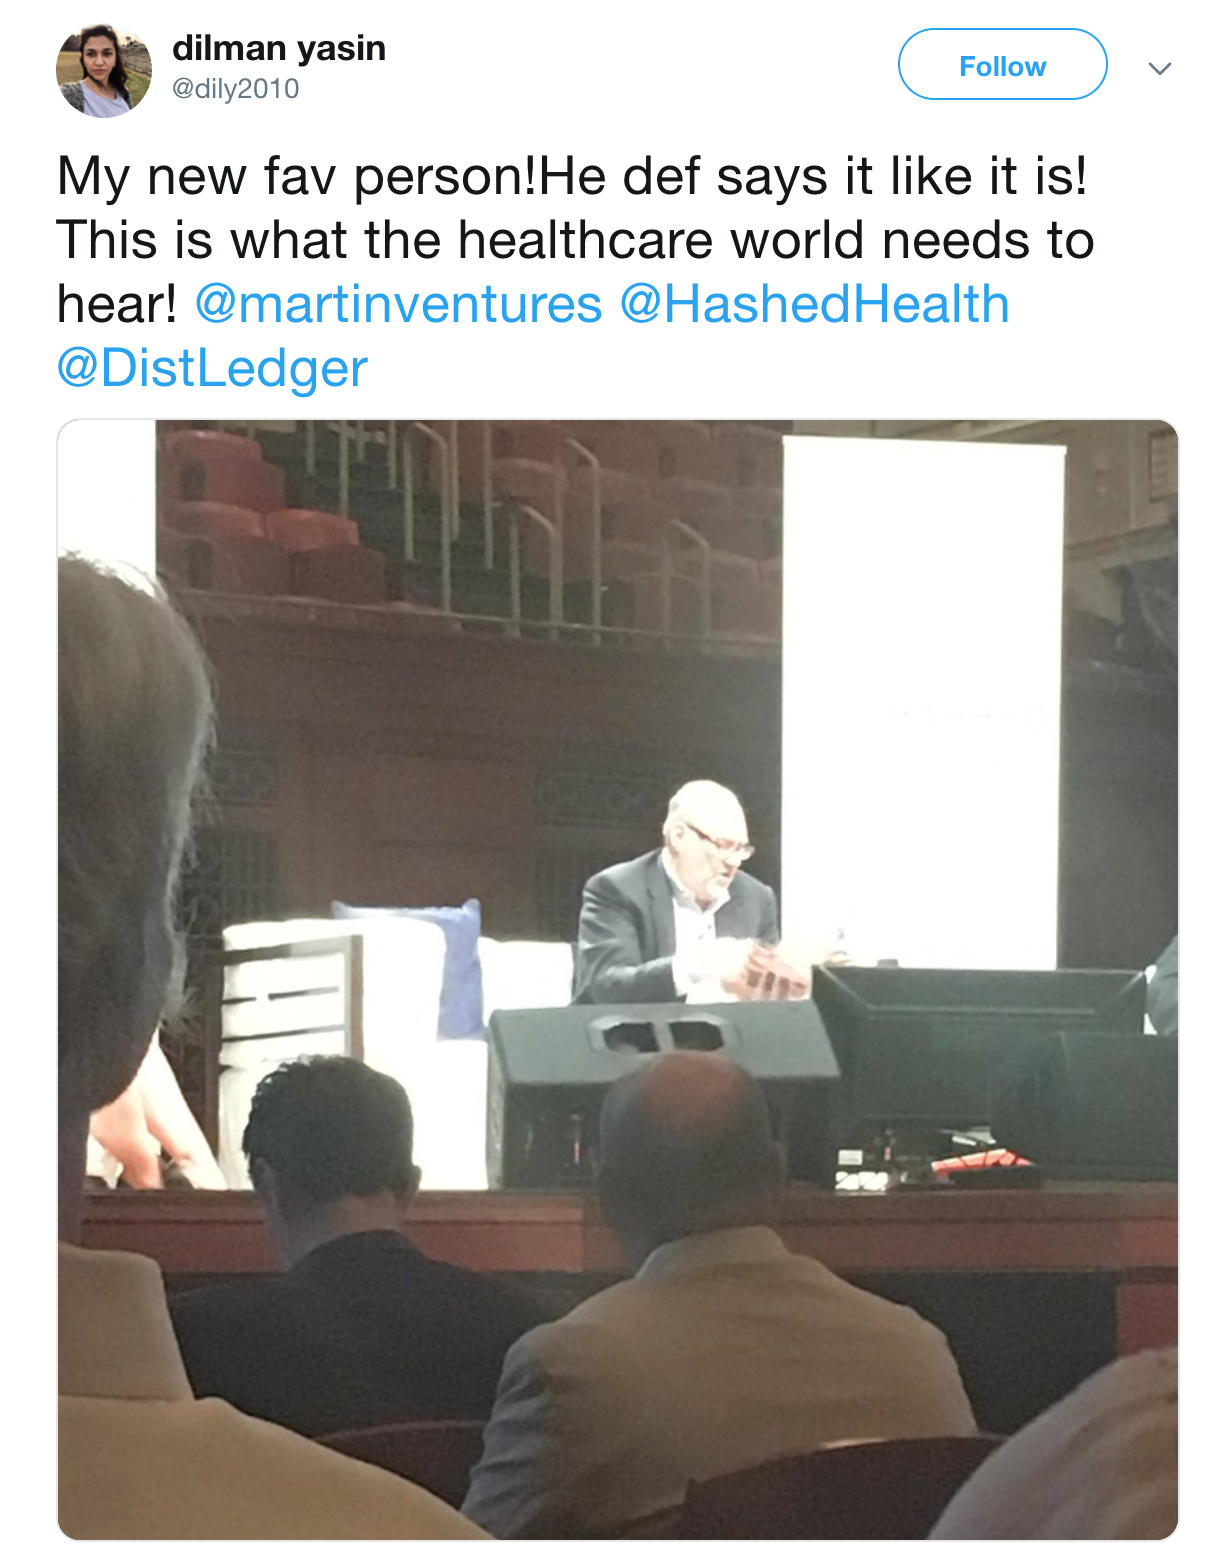 dilman yasin
@dily2010
Follow
My new fav person!He def says it like it is!
This is what the healthcare world needs to
hear! @martinventures @HashedHealth
@DistLedger